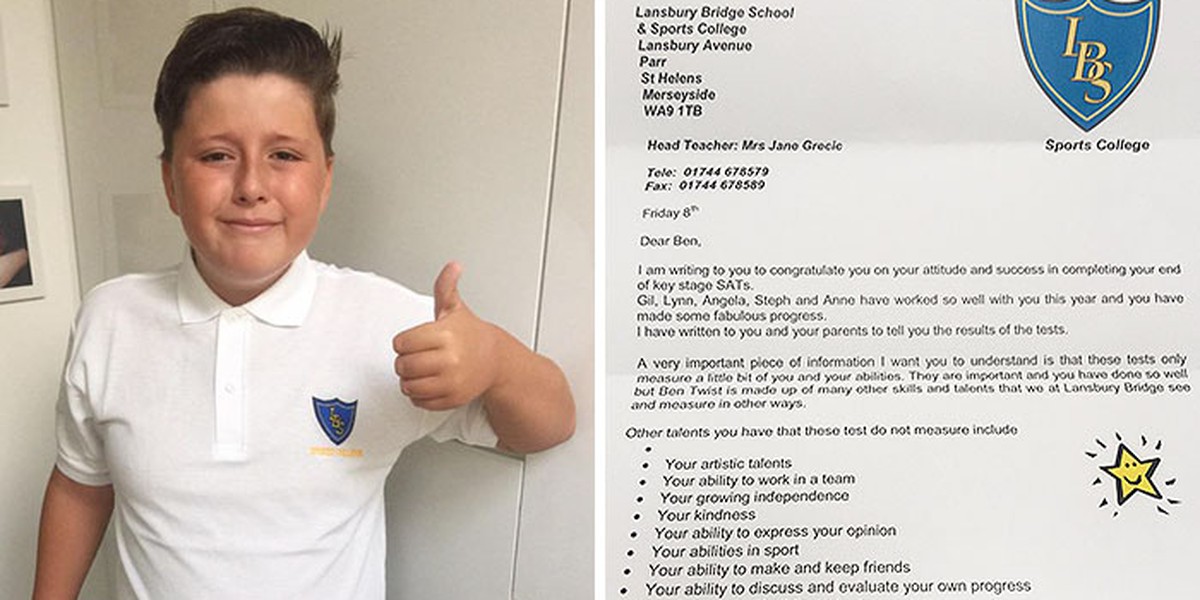 LBS
Lansbury Bridge School
& Sports College
Lansbury Avenue
Parr
St Helens
Merseyside
WA9 1TB
LBS
Sports College
Head Teacher: Mrs Jane Grecic
Tele: 01744 678579
Fax: 01744 678589
Friday 8th
Dear Ben,
I am writing to you to congratulate you on your attitude and success in completing your end
of key stage SATs.
Gil, Lynn, Angela, Steph and Anne have worked so well with you this year and you have
made some fabulous progress.
I have written to you and your parents to tell you the results of the tests.
A very important piece of information I want you to understand is that these tests only
measure a little bit of you and your abilities. They are important and you have done so well
but Ben Twist is made up of many other skills and talents that we at Lansbury Bridge see
and measure in other ways.
Other talents you have that these test do not measure include
•
• Your artistic talents
• Your ability to work in a team
• Your growing independence
• Your kindness
• Your ability to express your opinion
• Your abilities in sport
• Your ability to make and keep friends
• Your ability to discuss and evaluate your own progress